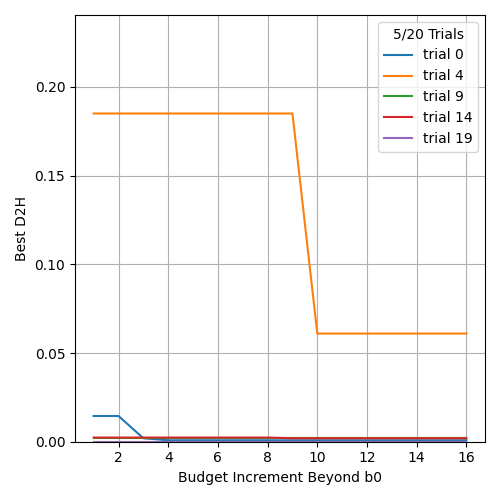 5/20 Trials
trial 0
trial 4
trial 9
trial 14
trial 19
0.20
0.15
0.10
0.05
0.00
Best D2H
2 4 6 8 10 12 14 16
Budget Increment Beyond b0